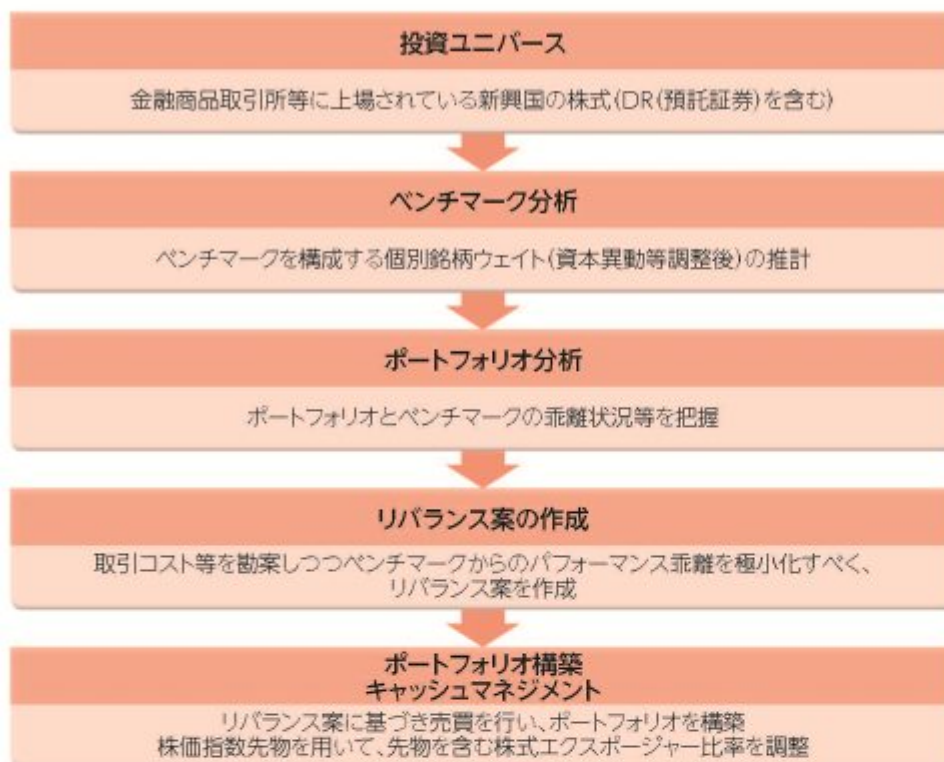 投資ユニバース
金融商品取引所等に上場されている新興国の株式(DR(預託証券)を含む)
ベンチマーク分析
ベンチマークを構成する個別銘柄ウェイト(資本異動等調整後)の推計
ポートフォリオ分析
ポートフォリオとベンチマークの乖離状況等を把握
リバランス案の作成
取引コスト等を勘案しつつベンチマークからのパフォーマンス乖離を極小化すべく、
リバランス案を作成
ポートフォリオ構築
キャッシュマネジメント
リバランス案に基づき売買を行い、ポートフォリオを構築
株価指数先物を用いて、先物を含む株式エクスポージャー比率を調整